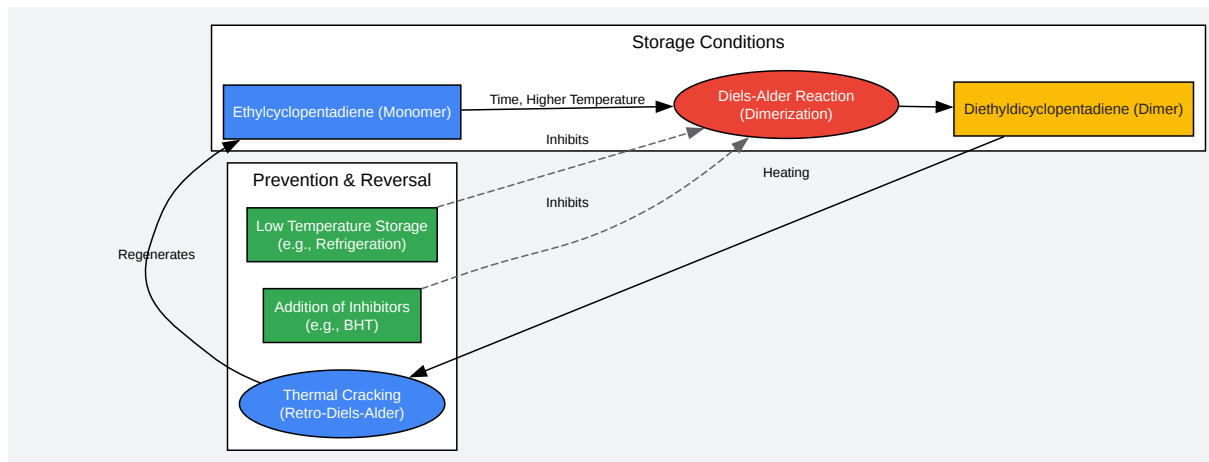 Storage Conditions
Ethylcyclopentadiene (Monomer)
Time, Higher Temperature
Diels-Alder Reaction
(Dimerization)
Diethyldicyclopentadiene (Dimer)
Inhibits
Heating
Prevention & Reversal
Low Temperature Storage
(e.g., Refrigeration)
Inhibits
Regenerates
Addition of Inhibitors
(e.g., BHT)
Thermal Cracking
(Retro-Diels-Alder)